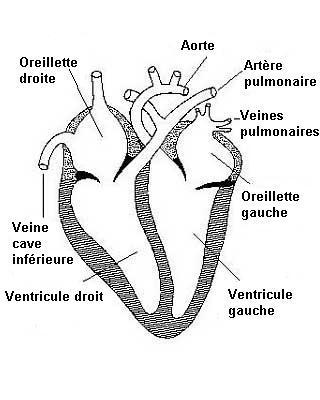 Aorte
Oreillette
droite
Artère
pulmonaire
Veines
pulmonaires
Oreillette
gauche
Veine
cave
inférieure
Ventricule droit
Ventricule
gauche